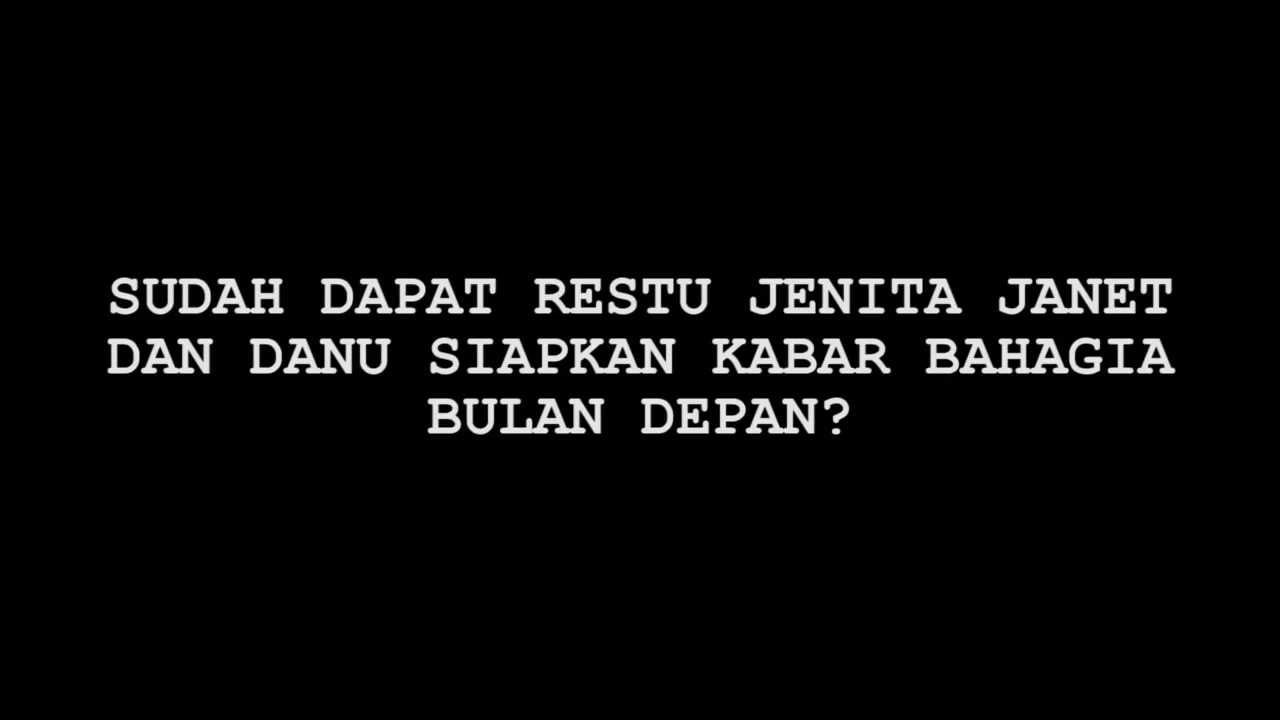 SUDAH DAPAT RESTU JENITA JANET
DAN DANU SIAPKAN KABAR BAHAGIA
BULAN DEPAN?